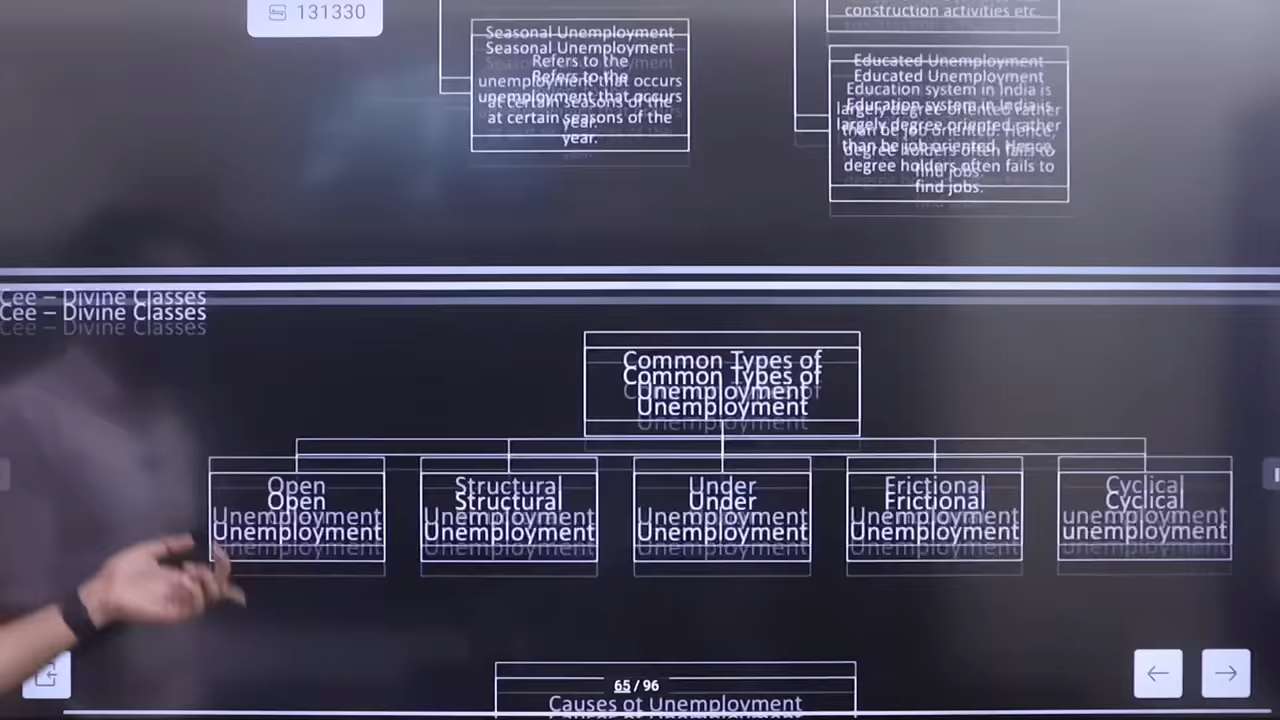 131330
construction activities etc.
Seasonal Unemployment
Refers to the
unemployment that occurs
at certain seasons of the
year.
Educated Unemployment
Education system in India is
largely degree oriented rather
than be job oriented. Hence,
degree holders often fails to
find jobs.
Cee – Divine Classes
Common Types of
Unemployment
Open
Unemployment
Structural
Unemployment
Under
Unemployment
Frictional
Unemployment
Cyclical
unemployment
65 / 96
Causes of Unemployment